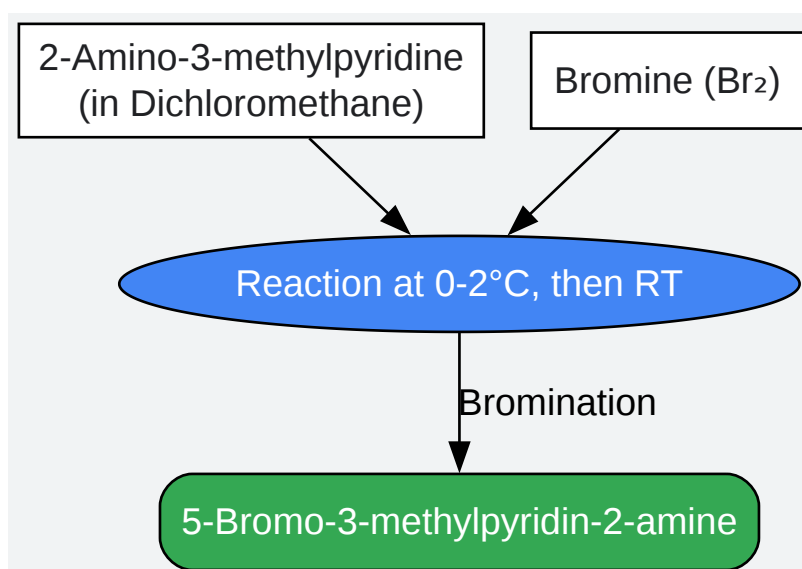 2-Amino-3-methylpyridine
(in Dichloromethane)
Bromine (Br₂)
Reaction at 0-2°C, then RT
Bromination
5-Bromo-3-methylpyridin-2-amine